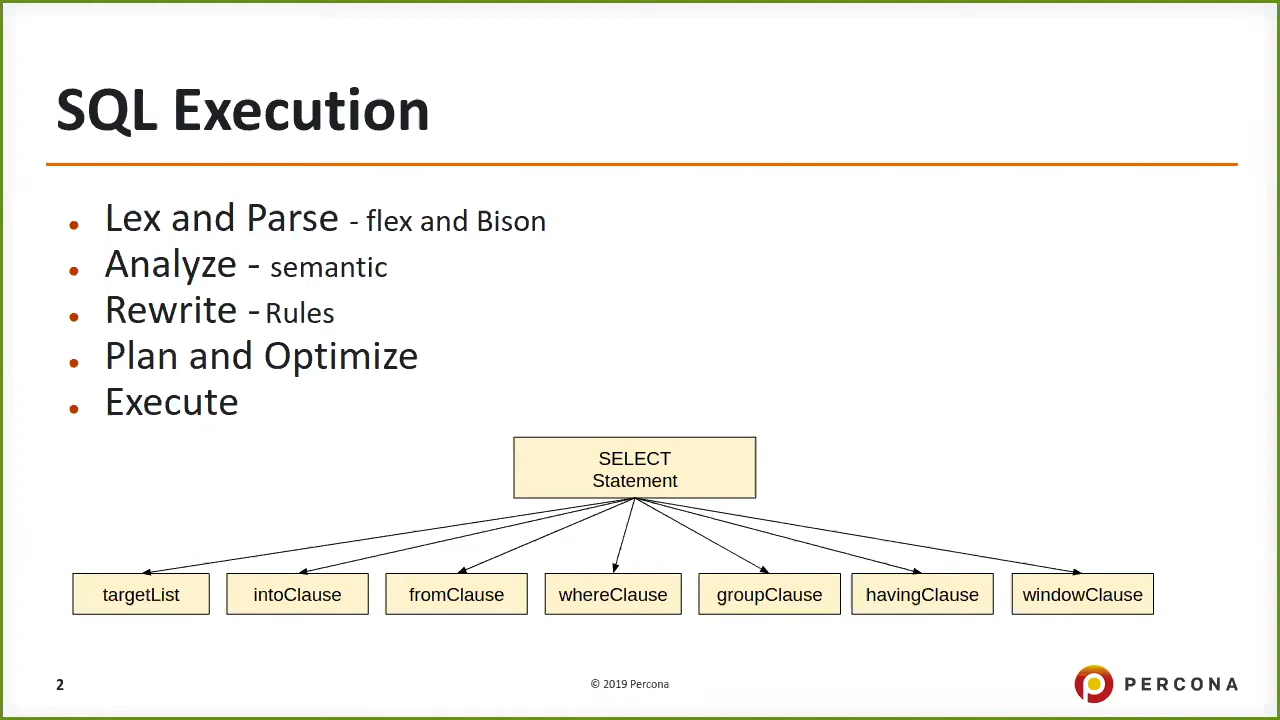 SQL Execution
Lex and Parse - flex and Bison
Analyze - semantic
Rewrite - Rules
Plan and Optimize
Execute
SELECT
Statement
targetList intoClause fromClause whereClause groupClause havingClause windowClause
2 © 2019 Percona PERCONA